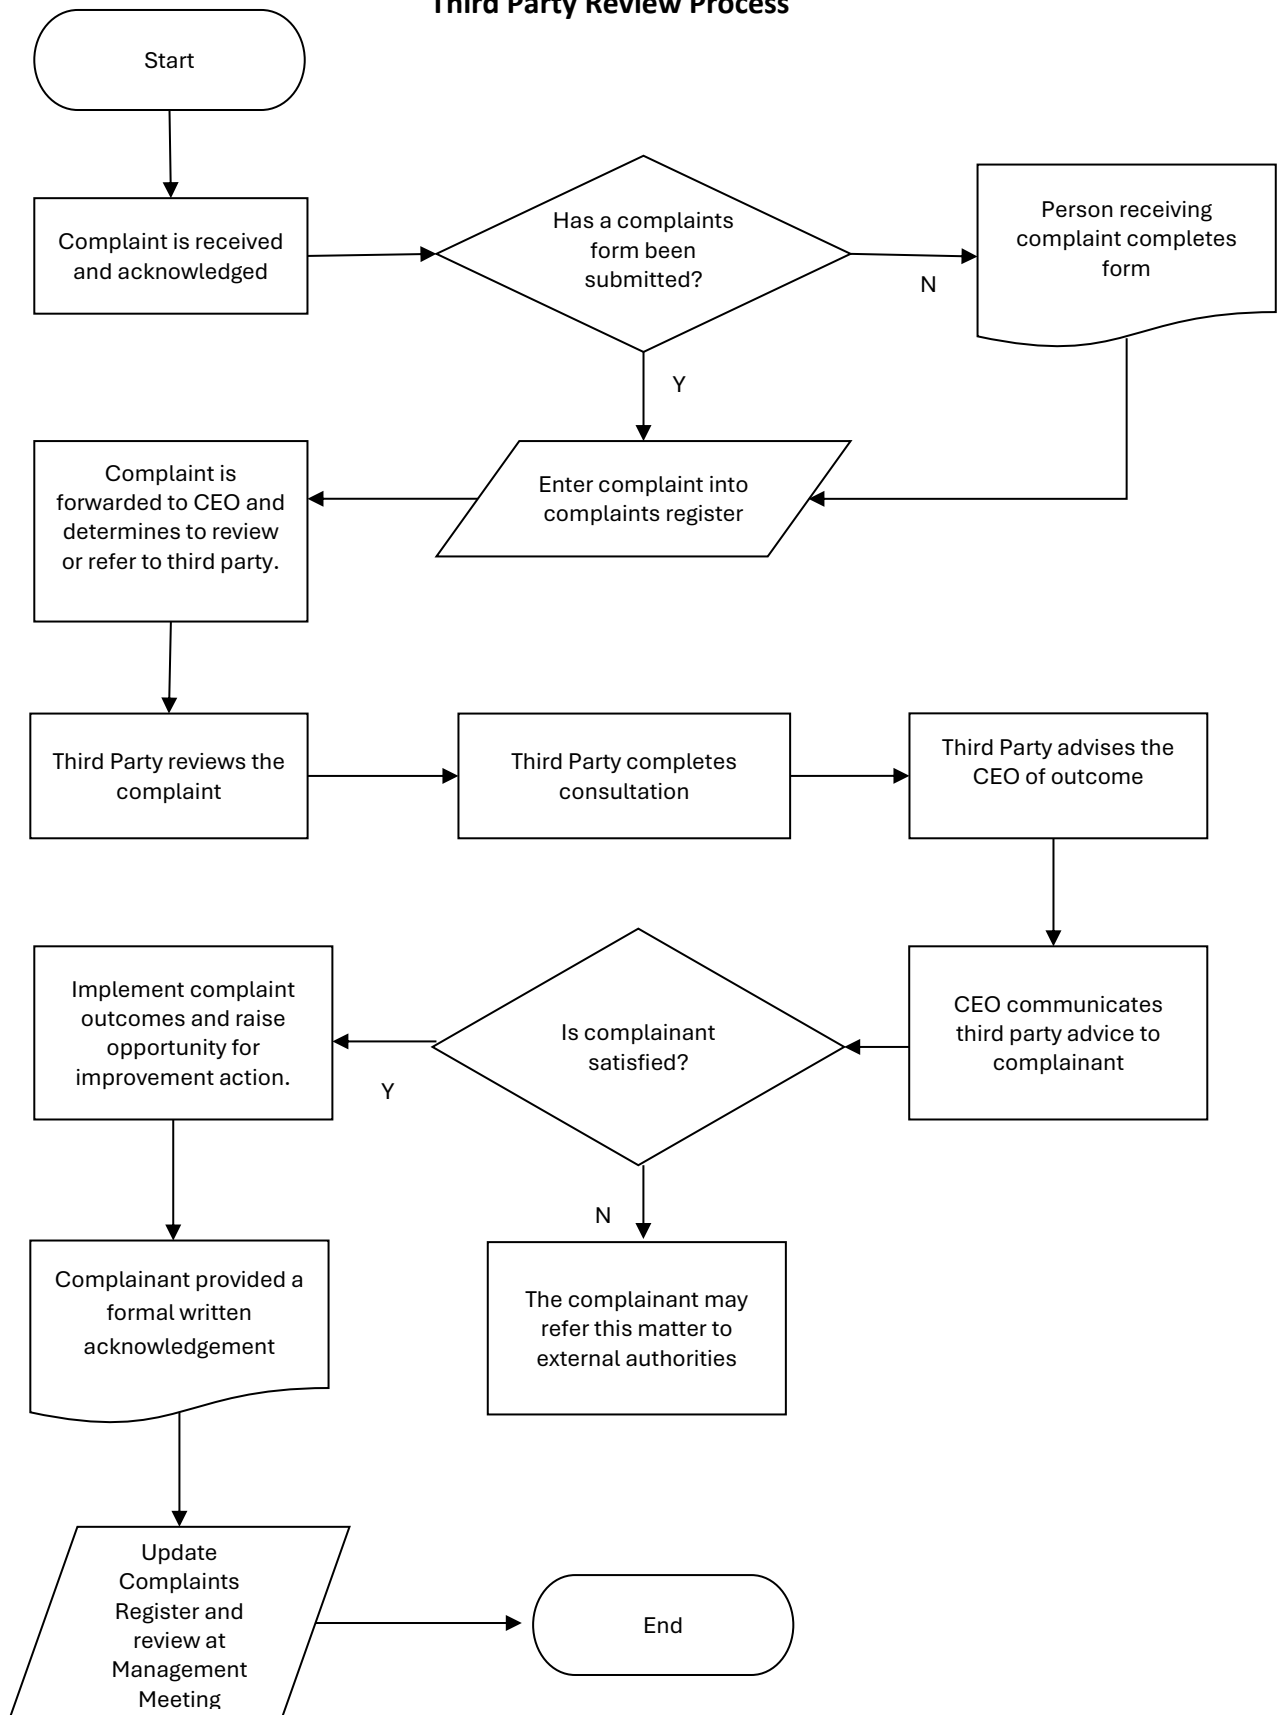 Third Party Review Process
Start
Complaint is received
and acknowledged
Has a complaints
form been
submitted?
N
Person receiving
complaint completes
form
Y
Complaint is
forwarded to CEO and
determines to review
or refer to third party.
Enter complaint into
complaints register
Third Party reviews the
complaint
Third Party completes
consultation
Third Party advises the
CEO of outcome
Implement complaint
outcomes and raise
opportunity for
improvement action.
Y
Is complainant
satisfied?
CEO communicates
third party advice to
complainant
N
Complainant provided a
formal written
acknowledgement
The complainant may
refer this matter to
external authorities
Update
Complaints
Register and
review at
Management
Meeting
End